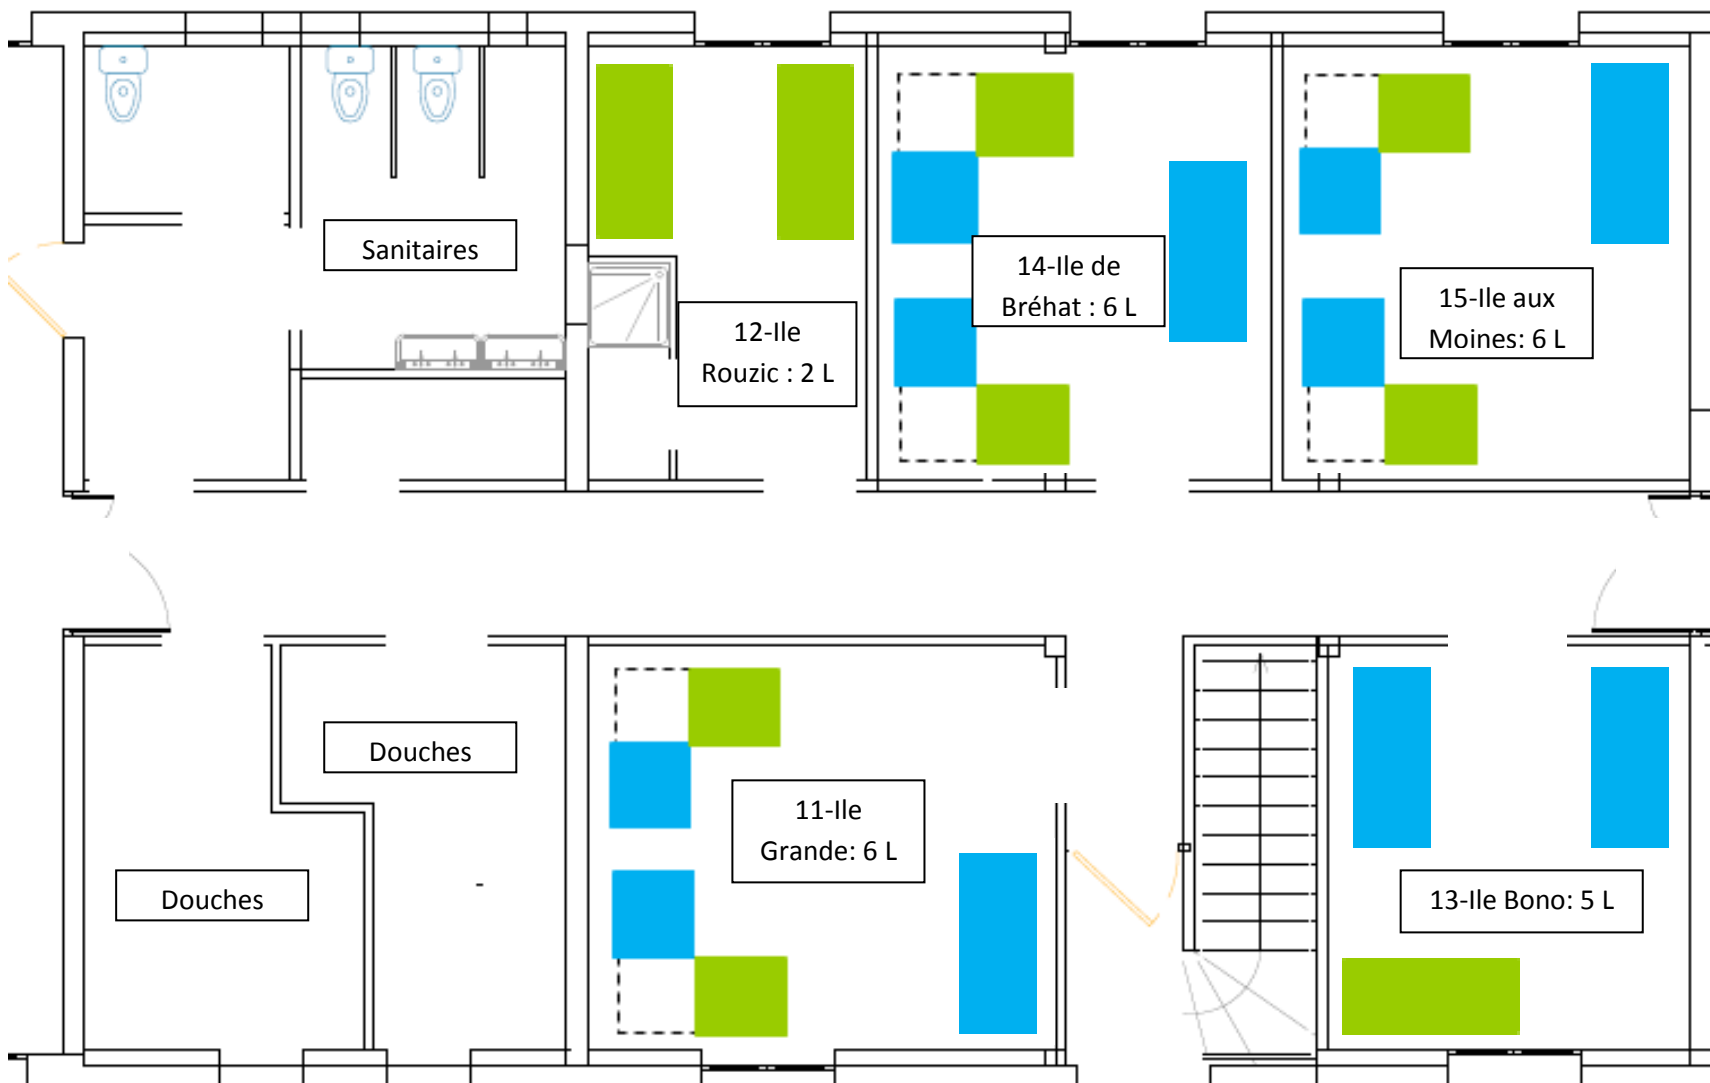 Sanitaires
12-Ile
Rouzic : 2 L
14-Ile de
Bréhat : 6 L
15-Ile aux
Moines: 6 L
Douches
Douches
11-Ile
Grande: 6 L
13-Ile Bono: 5 L